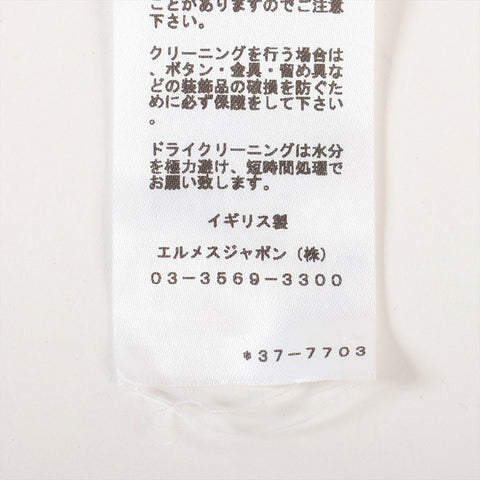 ことがありますのでご注意
下さい。
クリーニングを行う場合は
、ボタン・金具・留め具な
どの装飾品の破損を防ぐた
めに必ず保護をして下さい
。
ドライクリーニングは水分
を極力避け、短時間処理で
お願い致します。
イギリス製
エルメスジャポン（株）
03-3569-3300
*37-7703